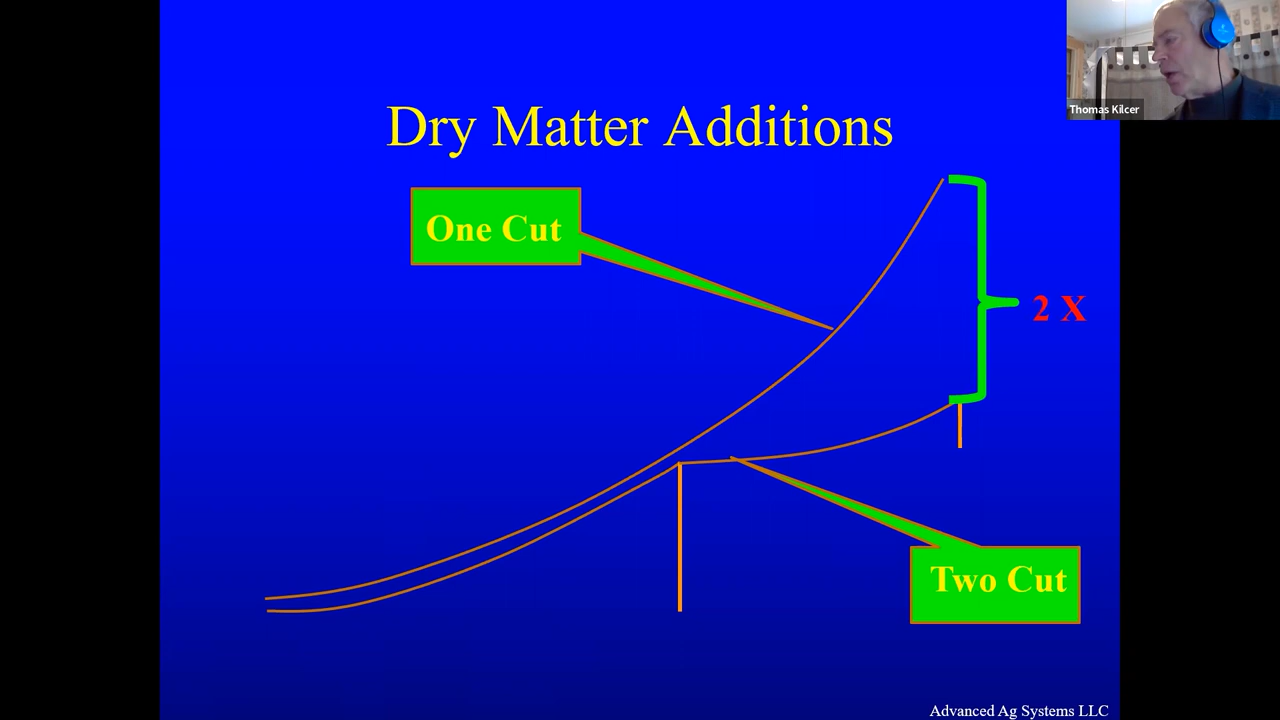 Thomas Kilcer
Dry Matter Additions
One Cut
2 X
Two Cut
Advanced Ag Systems LLC